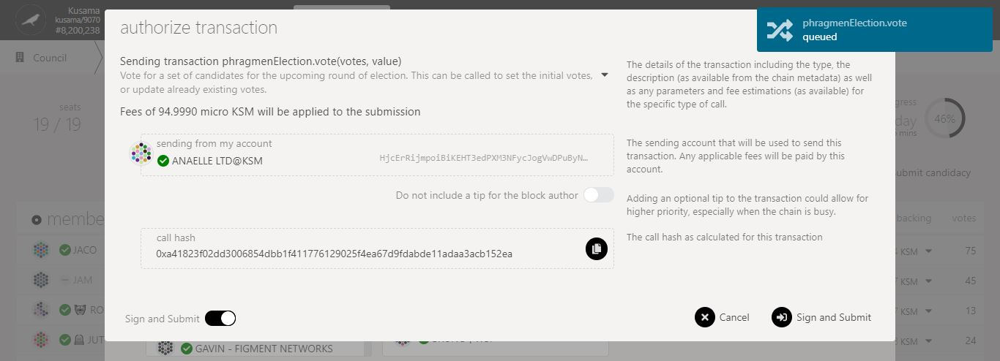 Kusama
kusama/9070
#8,200,238
authorize transaction
phragmenElection.vote
queued
Council
Sending transaction phragmenElection.vote(votes, value)
Vote for a set of candidates for the upcoming round of election. This can be called to set the initial votes,
or update already existing votes.
Fees of 94.9990 micro KSM will be applied to the submission
The details of the transaction including the type, the
description (as available from the chain metadata) as well
as any parameters and fee estimations (as available) for
the specific type of call.
seats
19 / 19
day
mins
46%
sending from my account
ANAELLE LTD@KSM
HjcErRijmpoiBiKEHT3edPXM3NFycJogVwDPuByN…
The sending account that will be used to send this
transaction. Any applicable fees will be paid by this
account.
ubmit candidacy
Do not include a tip for the block author
Adding an optional tip to the transaction could allow for
higher priority, especially when the chain is busy.
membe
backing
votes
call hash
0xa41823f02dd3006854dbb1f411776129025f4ea67d9fdabde11adaa3acb152ea
The call hash as calculated for this transaction
JACO
KSM
75
JAM
KSM
45
RO
KSM
13
JUT
KSM
24
Sign and Submit
Cancel
Sign and Submit
GAVIN - FIGMENT NETWORKS